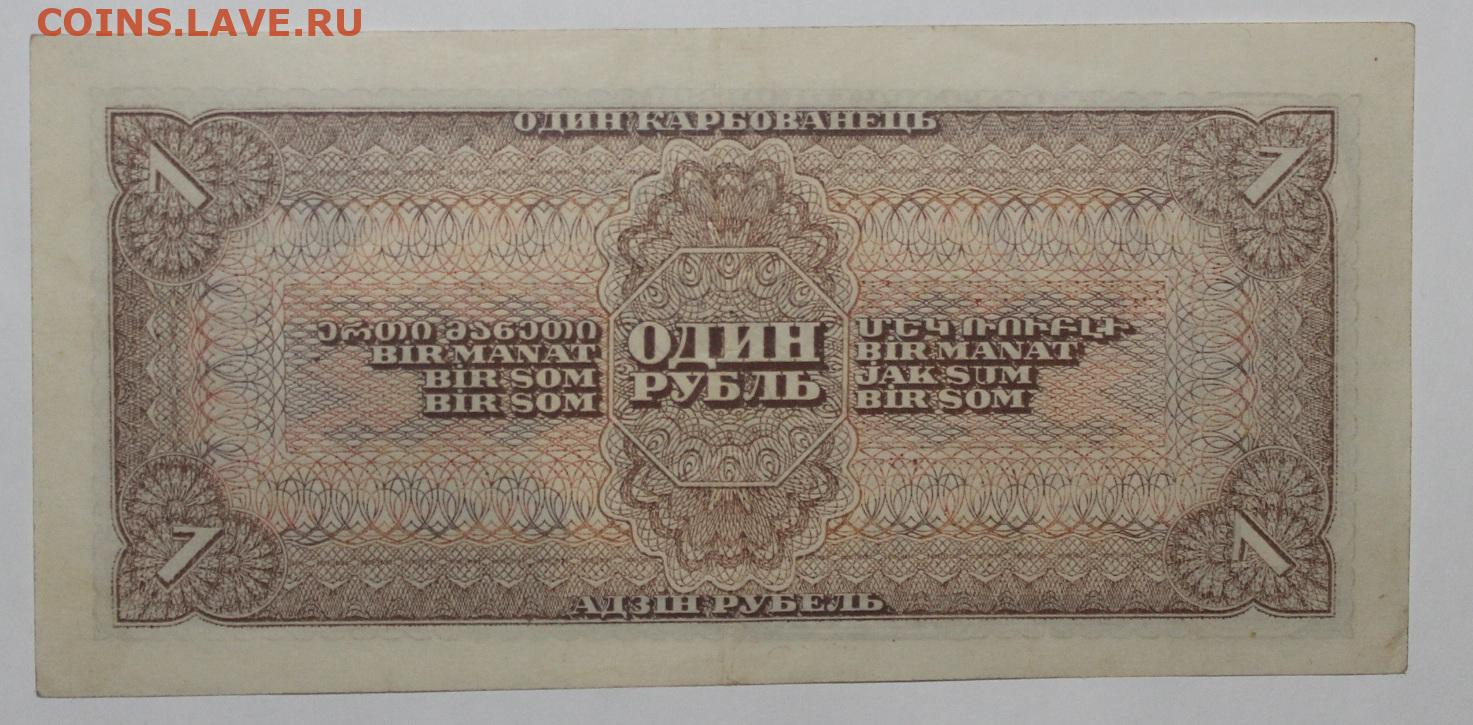 COINS.LAVE.RU
ОДИН КАРБОВАНЕЦЬ
1
1
ᲔᲠᲗᲘ ᲛᲐᲜᲔᲗᲘ
BIR MANAT
BIR SOM
BIR SOM
ОДИН
РУБЛЬ
ՄԵԿ ՌՈՒԲԼԻ
BIR MANAT
JAK SUM
BIR SOM
1
1
АДЗІН РУБЕЛЬ